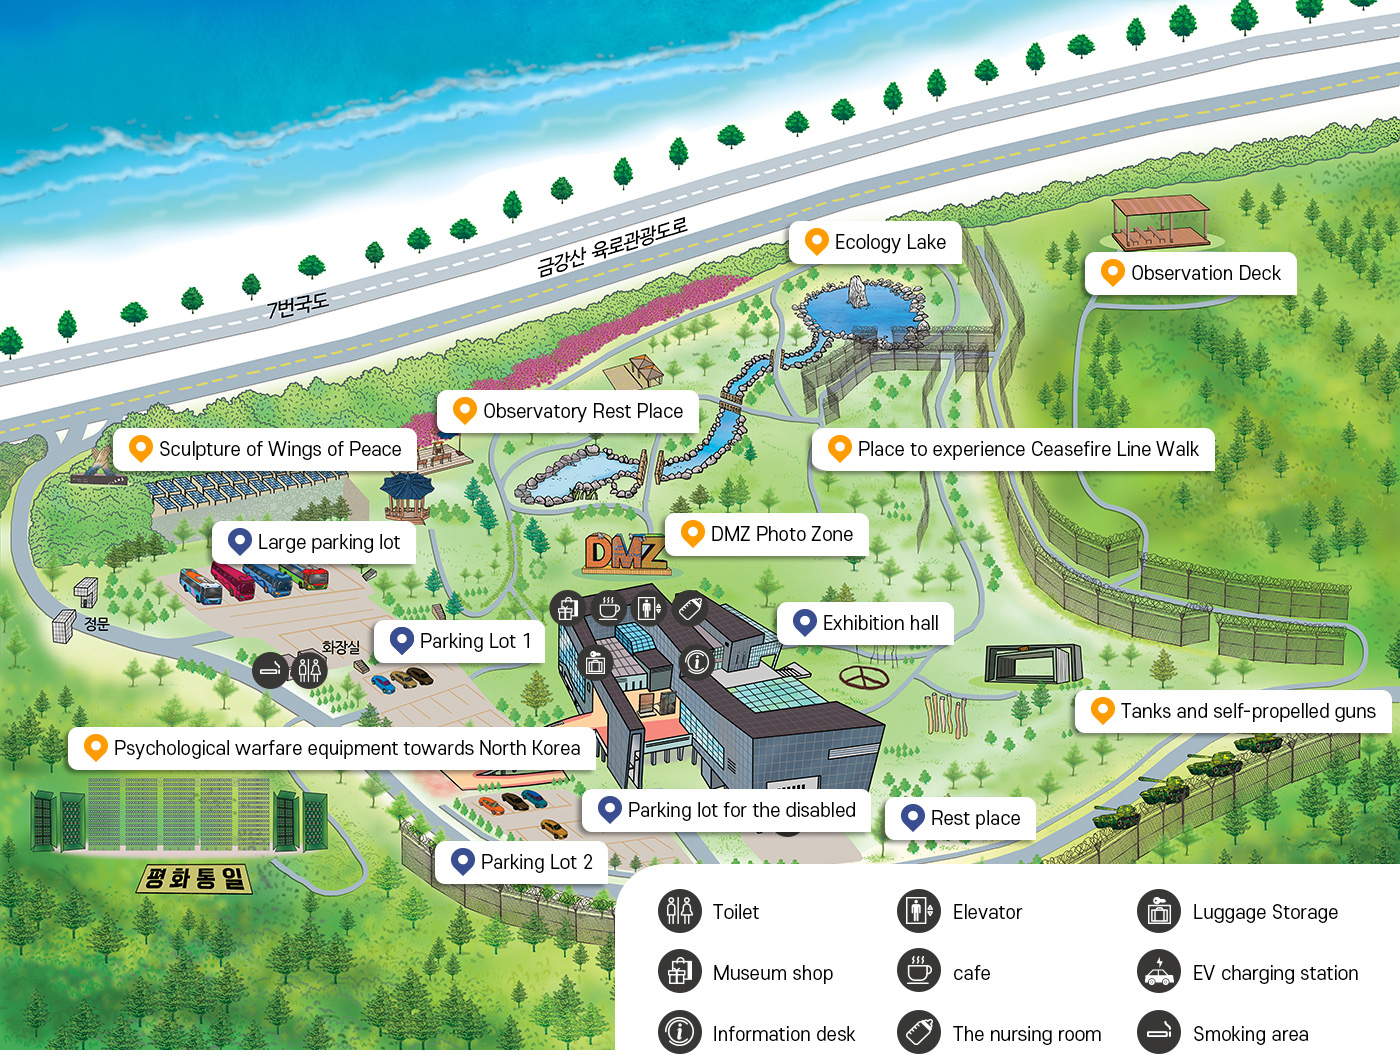 7번국도
금강산 육로관광도로
Ecology Lake
Observation Deck
Observatory Rest Place
Sculpture of Wings of Peace
Place to experience Ceasefire Line Walk
Large parking lot
DMZ Photo Zone
DMZ
정문
Parking Lot 1
Exhibition hall
화장실
Tanks and self-propelled guns
Psychological warfare equipment towards North Korea
Parking lot for the disabled
Rest place
Parking Lot 2
평화통일
Toilet
Elevator
Luggage Storage
Museum shop
cafe
EV charging station
Information desk
The nursing room
Smoking area